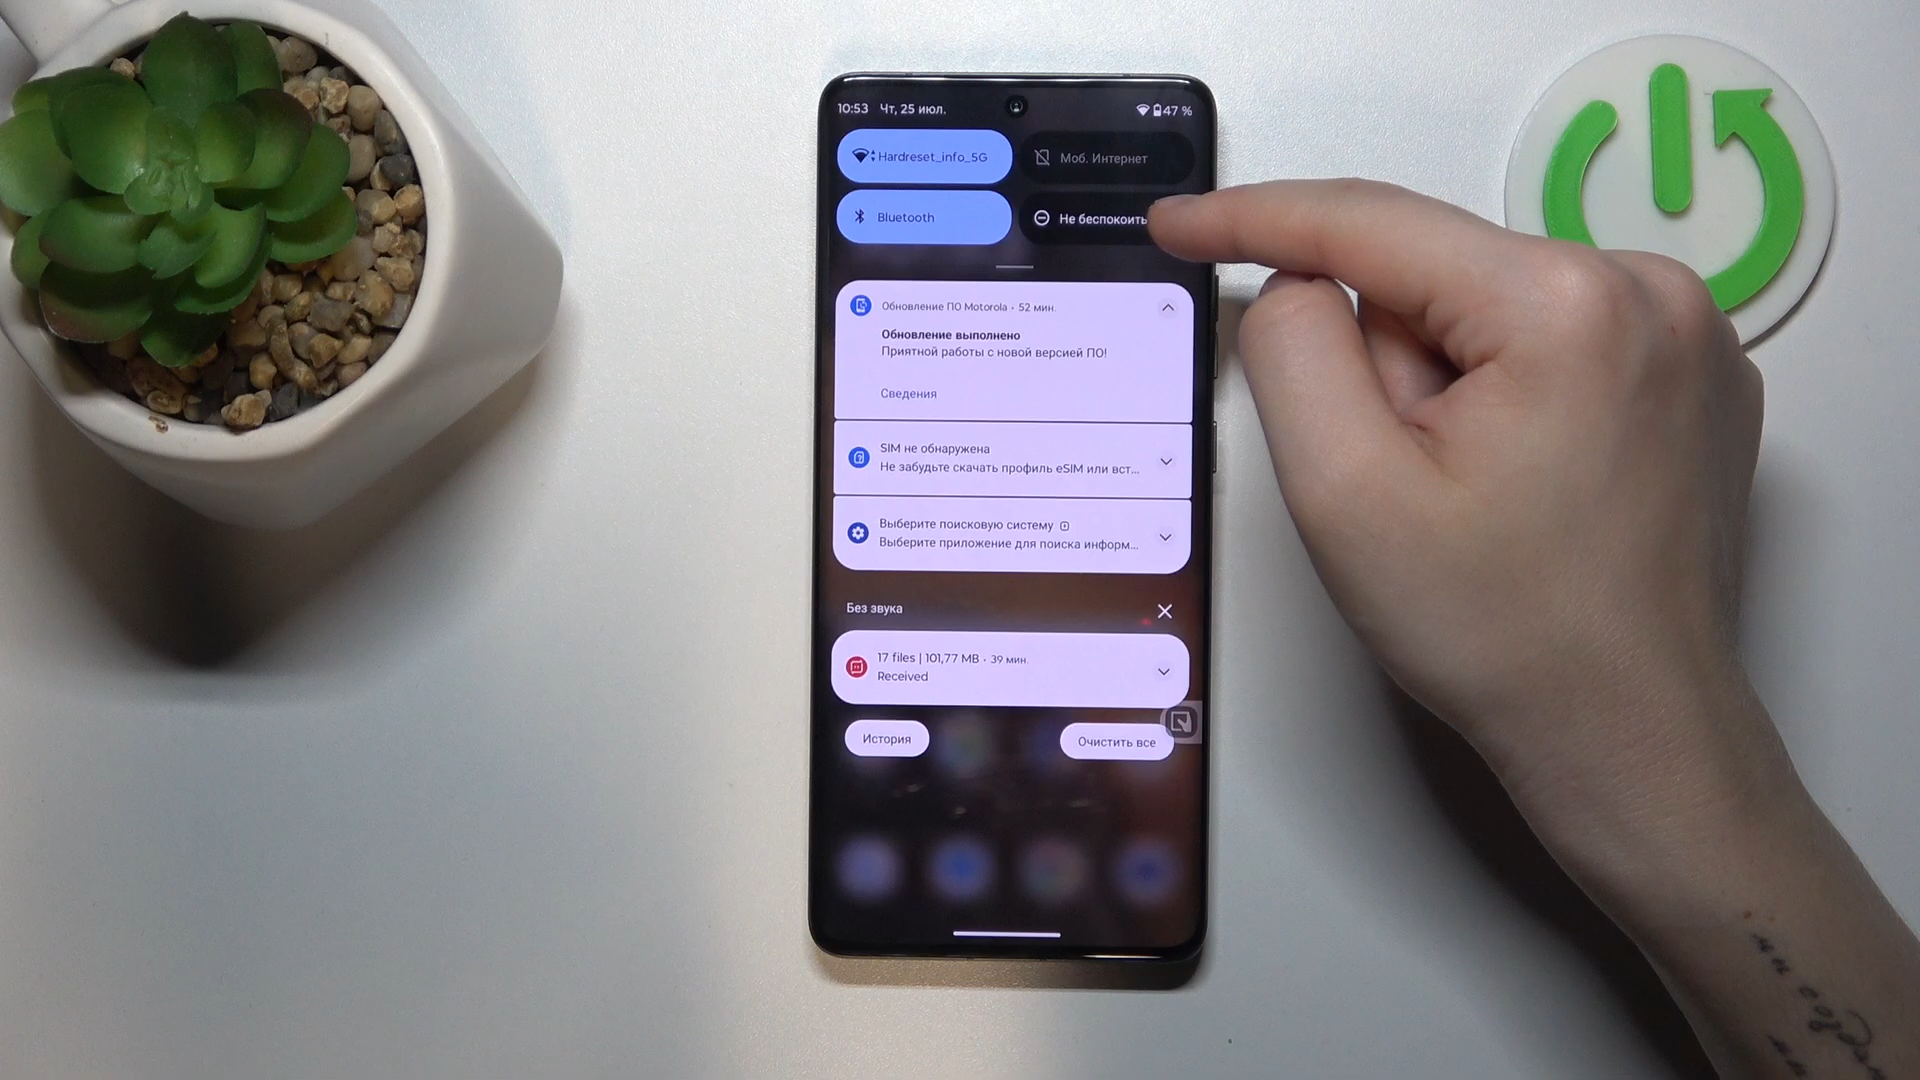 10:53 Чт, 25 июл. 47 %
Hardreset_info_5G Моб. Интернет
Bluetooth Не беспокоить
Обновление ПО Motorola • 52 мин.
Обновление выполнено
Приятной работы с новой версией ПО!
Сведения
SIM не обнаружена
Не забудьте скачать профиль eSIM или вст...
Выберите поисковую систему
Выберите приложение для поиска информ...
Без звука
17 files | 101,77 MB • 39 мин.
Received
История Очистить все